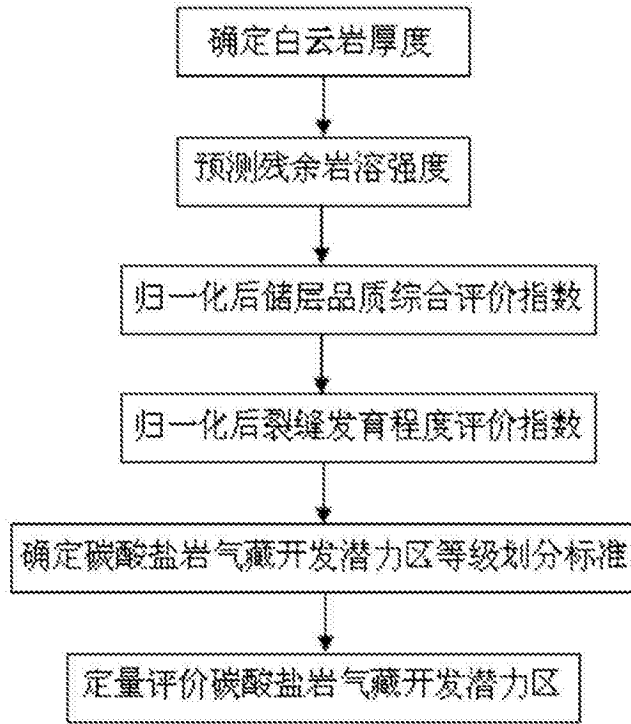 确定白云岩厚度
预测残余岩溶强度
归一化后储层品质综合评价指数
归一化后裂缝发育程度评价指数
确定碳酸盐岩气藏开发潜力区等级划分标准
定量评价碳酸盐岩气藏开发潜力区